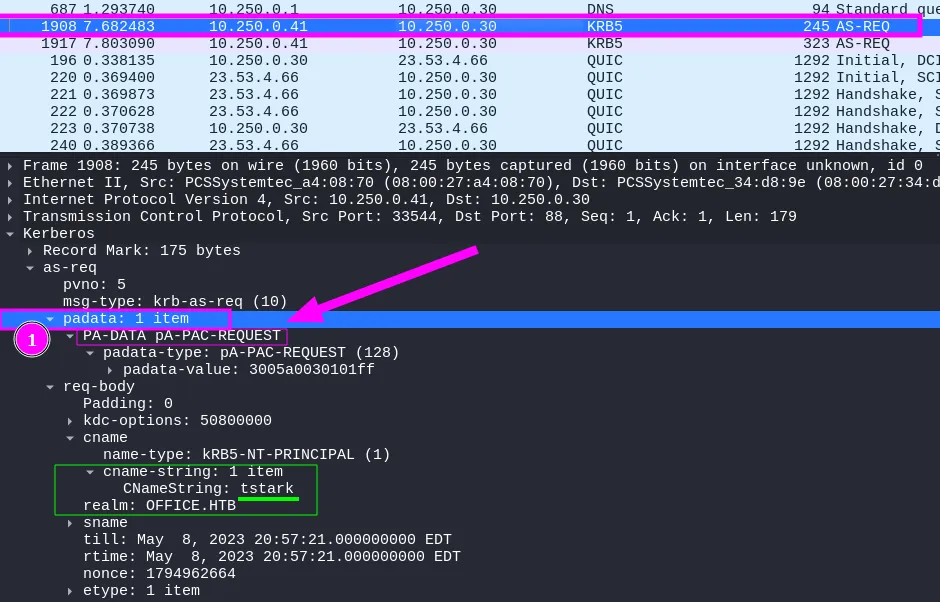 687 1.293740 10.250.0.1 10.250.0.30 DNS 94 Standard que
1908 7.682483 10.250.0.41 10.250.0.30 KRB5 245 AS-REQ
1917 7.803090 10.250.0.41 10.250.0.30 KRB5 323 AS-REQ
196 0.338135 10.250.0.30 23.53.4.66 QUIC 1292 Initial, DCI
220 0.369400 23.53.4.66 10.250.0.30 QUIC 1292 Initial, SCI
221 0.369873 23.53.4.66 10.250.0.30 QUIC 1292 Handshake, S
222 0.370628 23.53.4.66 10.250.0.30 QUIC 1292 Handshake, S
223 0.370738 10.250.0.30 23.53.4.66 QUIC 1292 Handshake, D
240 0.389366 23.53.4.66 10.250.0.30 QUIC 1292 Handshake, S
Frame 1908: 245 bytes on wire (1960 bits), 245 bytes captured (1960 bits) on interface unknown, id 0
Ethernet II, Src: PCSSystemtec_a4:08:70 (08:00:27:a4:08:70), Dst: PCSSystemtec_34:d8:9e (08:00:27:34:d
Internet Protocol Version 4, Src: 10.250.0.41, Dst: 10.250.0.30
Transmission Control Protocol, Src Port: 33544, Dst Port: 88, Seq: 1, Ack: 1, Len: 179
Kerberos
Record Mark: 175 bytes
as-req
pvno: 5
msg-type: krb-as-req (10)
padata: 1 item
1
PA-DATA pA-PAC-REQUEST
padata-type: pA-PAC-REQUEST (128)
padata-value: 3005a0030101ff
req-body
Padding: 0
kdc-options: 50800000
cname
name-type: kRB5-NT-PRINCIPAL (1)
cname-string: 1 item
CNameString: tstark
realm: OFFICE.HTB
sname
till: May  8, 2023 20:57:21.000000000 EDT
rtime: May  8, 2023 20:57:21.000000000 EDT
nonce: 1794962664
etype: 1 item